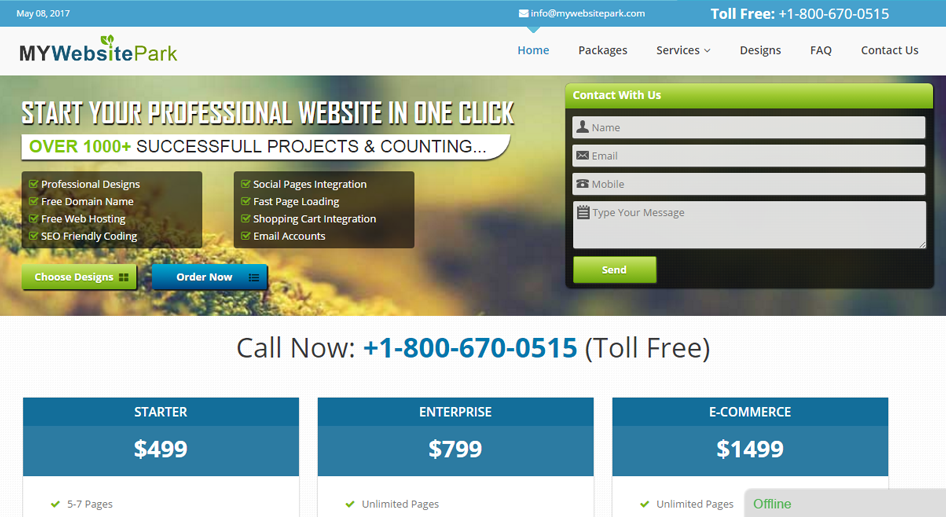 May 08, 2017
info@mywebsitepark.com
Toll Free: +1-800-670-0515
MYWebsitePark
Home
Packages
Services
Designs
FAQ
Contact Us
START YOUR PROFESSIONAL WEBSITE IN ONE CLICK
OVER 1000+ SUCCESSFULL PROJECTS & COUNTING...
Professional Designs
Free Domain Name
Free Web Hosting
SEO Friendly Coding
Social Pages Integration
Fast Page Loading
Shopping Cart Integration
Email Accounts
Choose Designs
Order Now
Contact With Us
Name
Email
Mobile
Type Your Message
Send
Call Now: +1-800-670-0515 (Toll Free)
STARTER
$499
5-7 Pages
ENTERPRISE
$799
Unlimited Pages
E-COMMERCE
$1499
Unlimited Pages
Offline